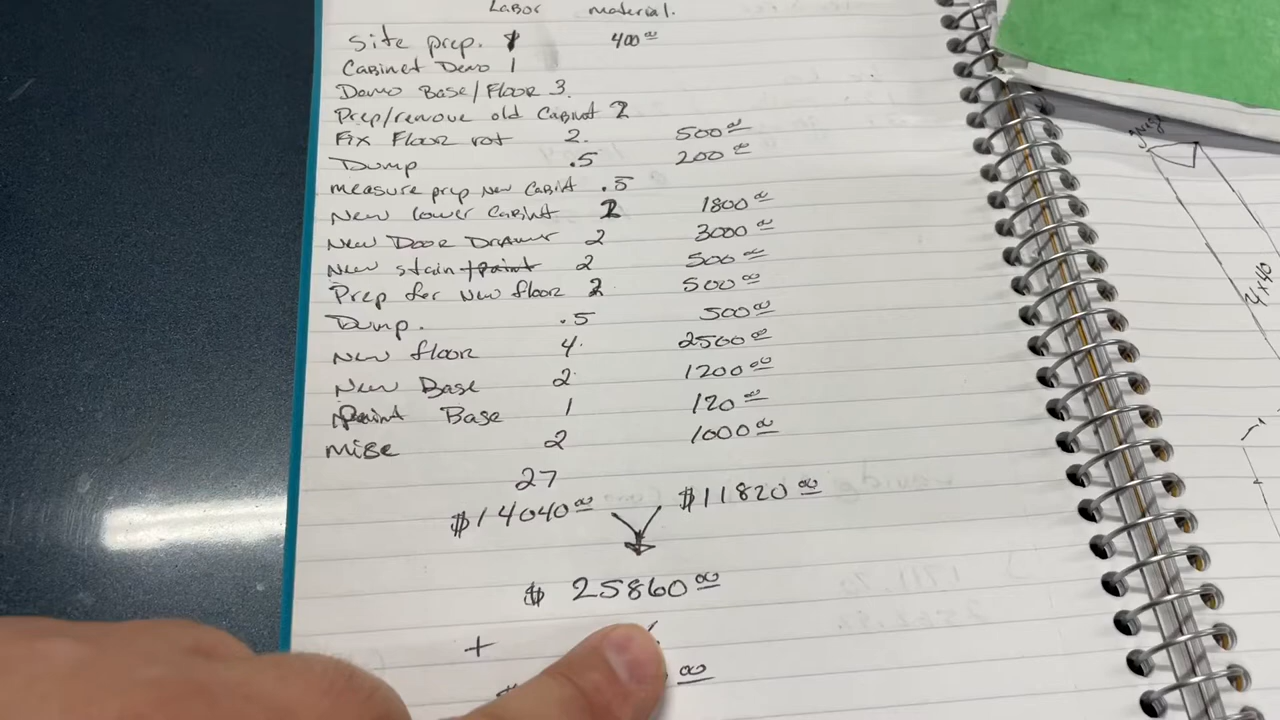 Labor material.
Site prep. 1 400.00
Cabinet Demo 1
Demo Base/Floor 3.
Prep/remove old Cabinet 2
Fix Floor rot 2. 500.00
Dump .5 200.00
measure prep New Cabint .5
New lower Cabint 2 1800.00
New Door Drawer 2 3000.00
New stain +paint 2 500.00
Prep for New floor 2 500.00
Dump. .5 500.00
New floor 4. 2500.00
New Base 2 1200.00
Paint Base 1 120.00
misc 2 1000.00
27
$14040.00 $11820.00
$ 25860.00
+
00
4x40